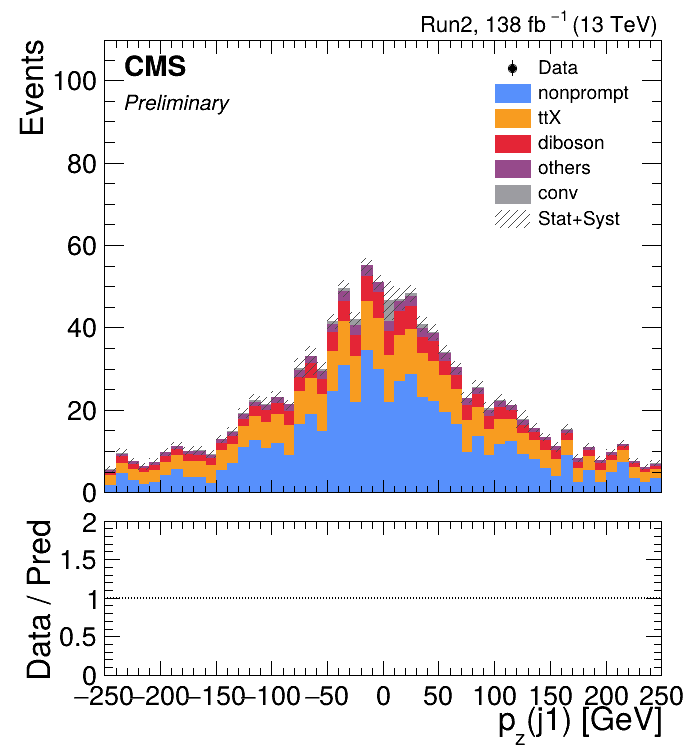 Run2, 138 fb⁻¹ (13 TeV)
CMS
Preliminary
Events
100
80
60
40
20
0
Data
nonprompt
ttX
diboson
others
conv
Stat+Syst
Data / Pred
2
1.5
1
0.5
0
−250 −200 −150 −100 −50 0 50 100 150 200 250
p_z(j1) [GeV]